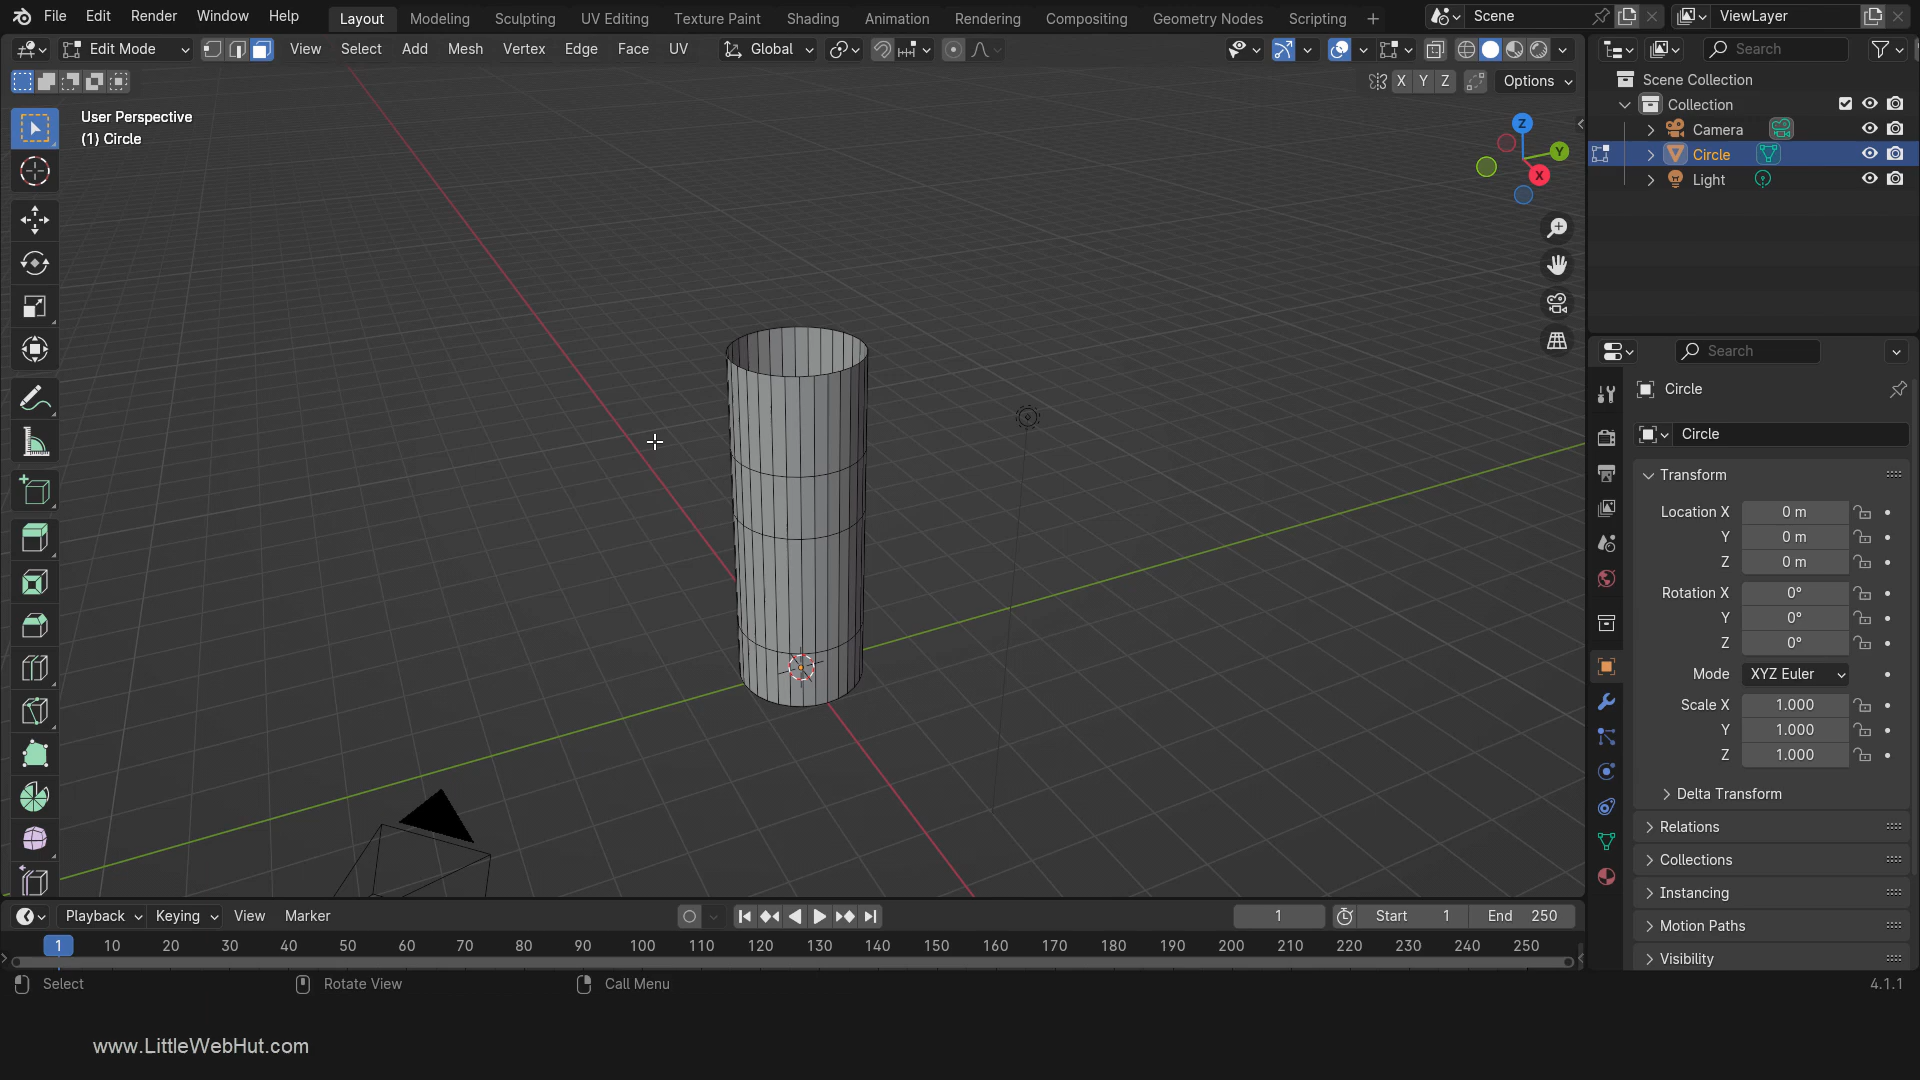 File Edit Render Window Help Layout Modeling Sculpting UV Editing Texture Paint Shading Animation Rendering Compositing Geometry Nodes Scripting + Scene ViewLayer
Edit Mode View Select Add Mesh Vertex Edge Face UV Global Search
X Y Z Options
User Perspective
(1) Circle
Z
Y
X
Scene Collection
Collection
Camera
Circle
Light
Search
Circle
Circle
Transform
Location X 0 m
Y 0 m
Z 0 m
Rotation X 0°
Y 0°
Z 0°
Mode XYZ Euler
Scale X 1.000
Y 1.000
Z 1.000
Delta Transform
Relations
Collections
Instancing
Motion Paths
Visibility
Playback Keying View Marker 1 Start 1 End 250
1 10 20 30 40 50 60 70 80 90 100 110 120 130 140 150 160 170 180 190 200 210 220 230 240 250
Select Rotate View Call Menu 4.1.1
www.LittleWebHut.com